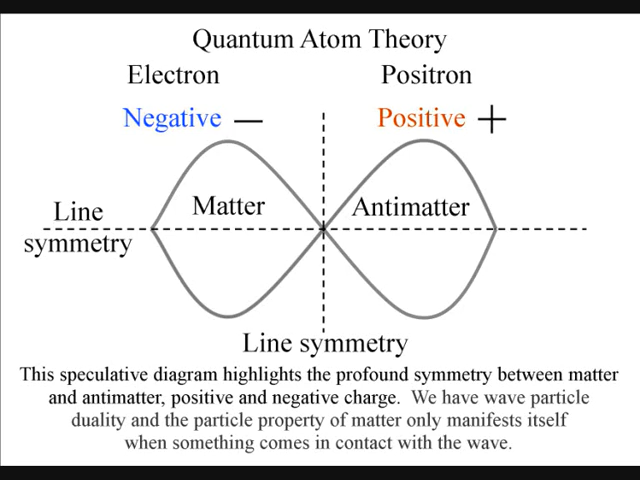 Quantum Atom Theory
Electron
Positron
Negative —
Positive +
Matter
Antimatter
Line
symmetry
Line symmetry
This speculative diagram highlights the profound symmetry between matter
and antimatter, positive and negative charge. We have wave particle
duality and the particle property of matter only manifests itself
when something comes in contact with the wave.